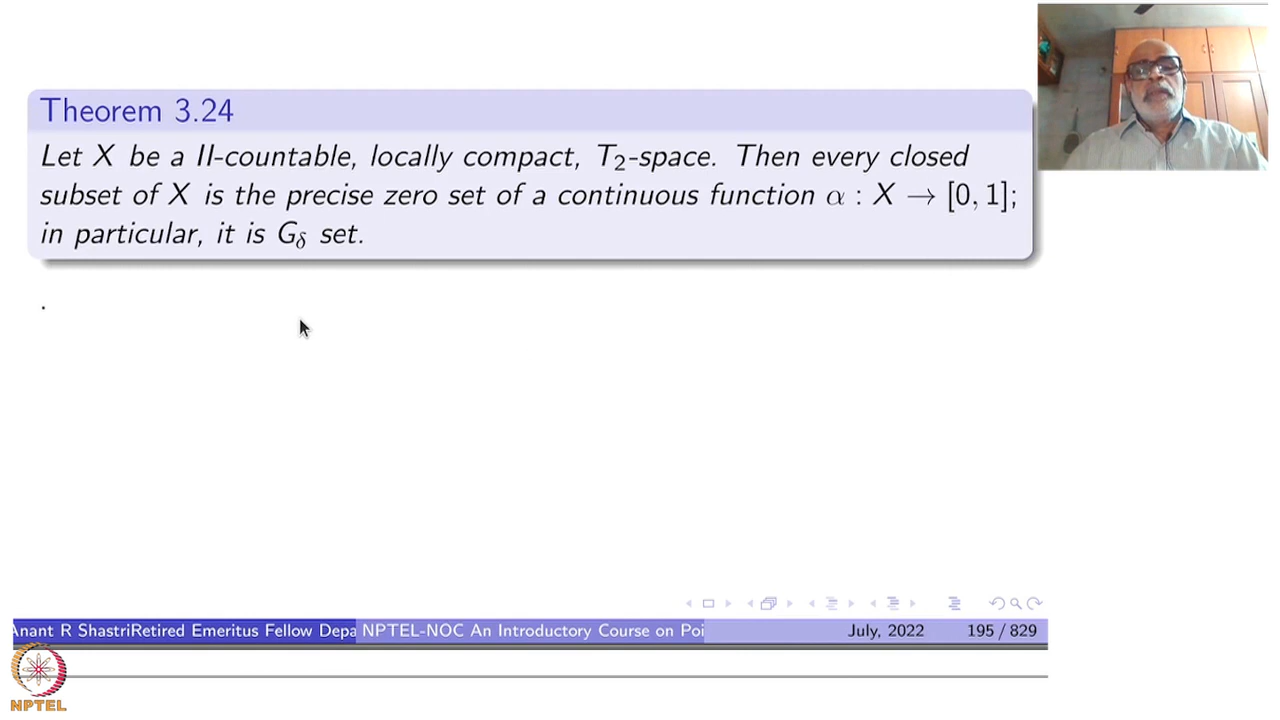 Theorem 3.24
Let X be a II-countable, locally compact, T₂-space. Then every closed
subset of X is the precise zero set of a continuous function α : X → [0, 1];
in particular, it is G_δ set.
.
Anant R ShastriRetired Emeritus Fellow Depa NPTEL-NOC An Introductory Course on Poi July, 2022 195 / 829
NPTEL